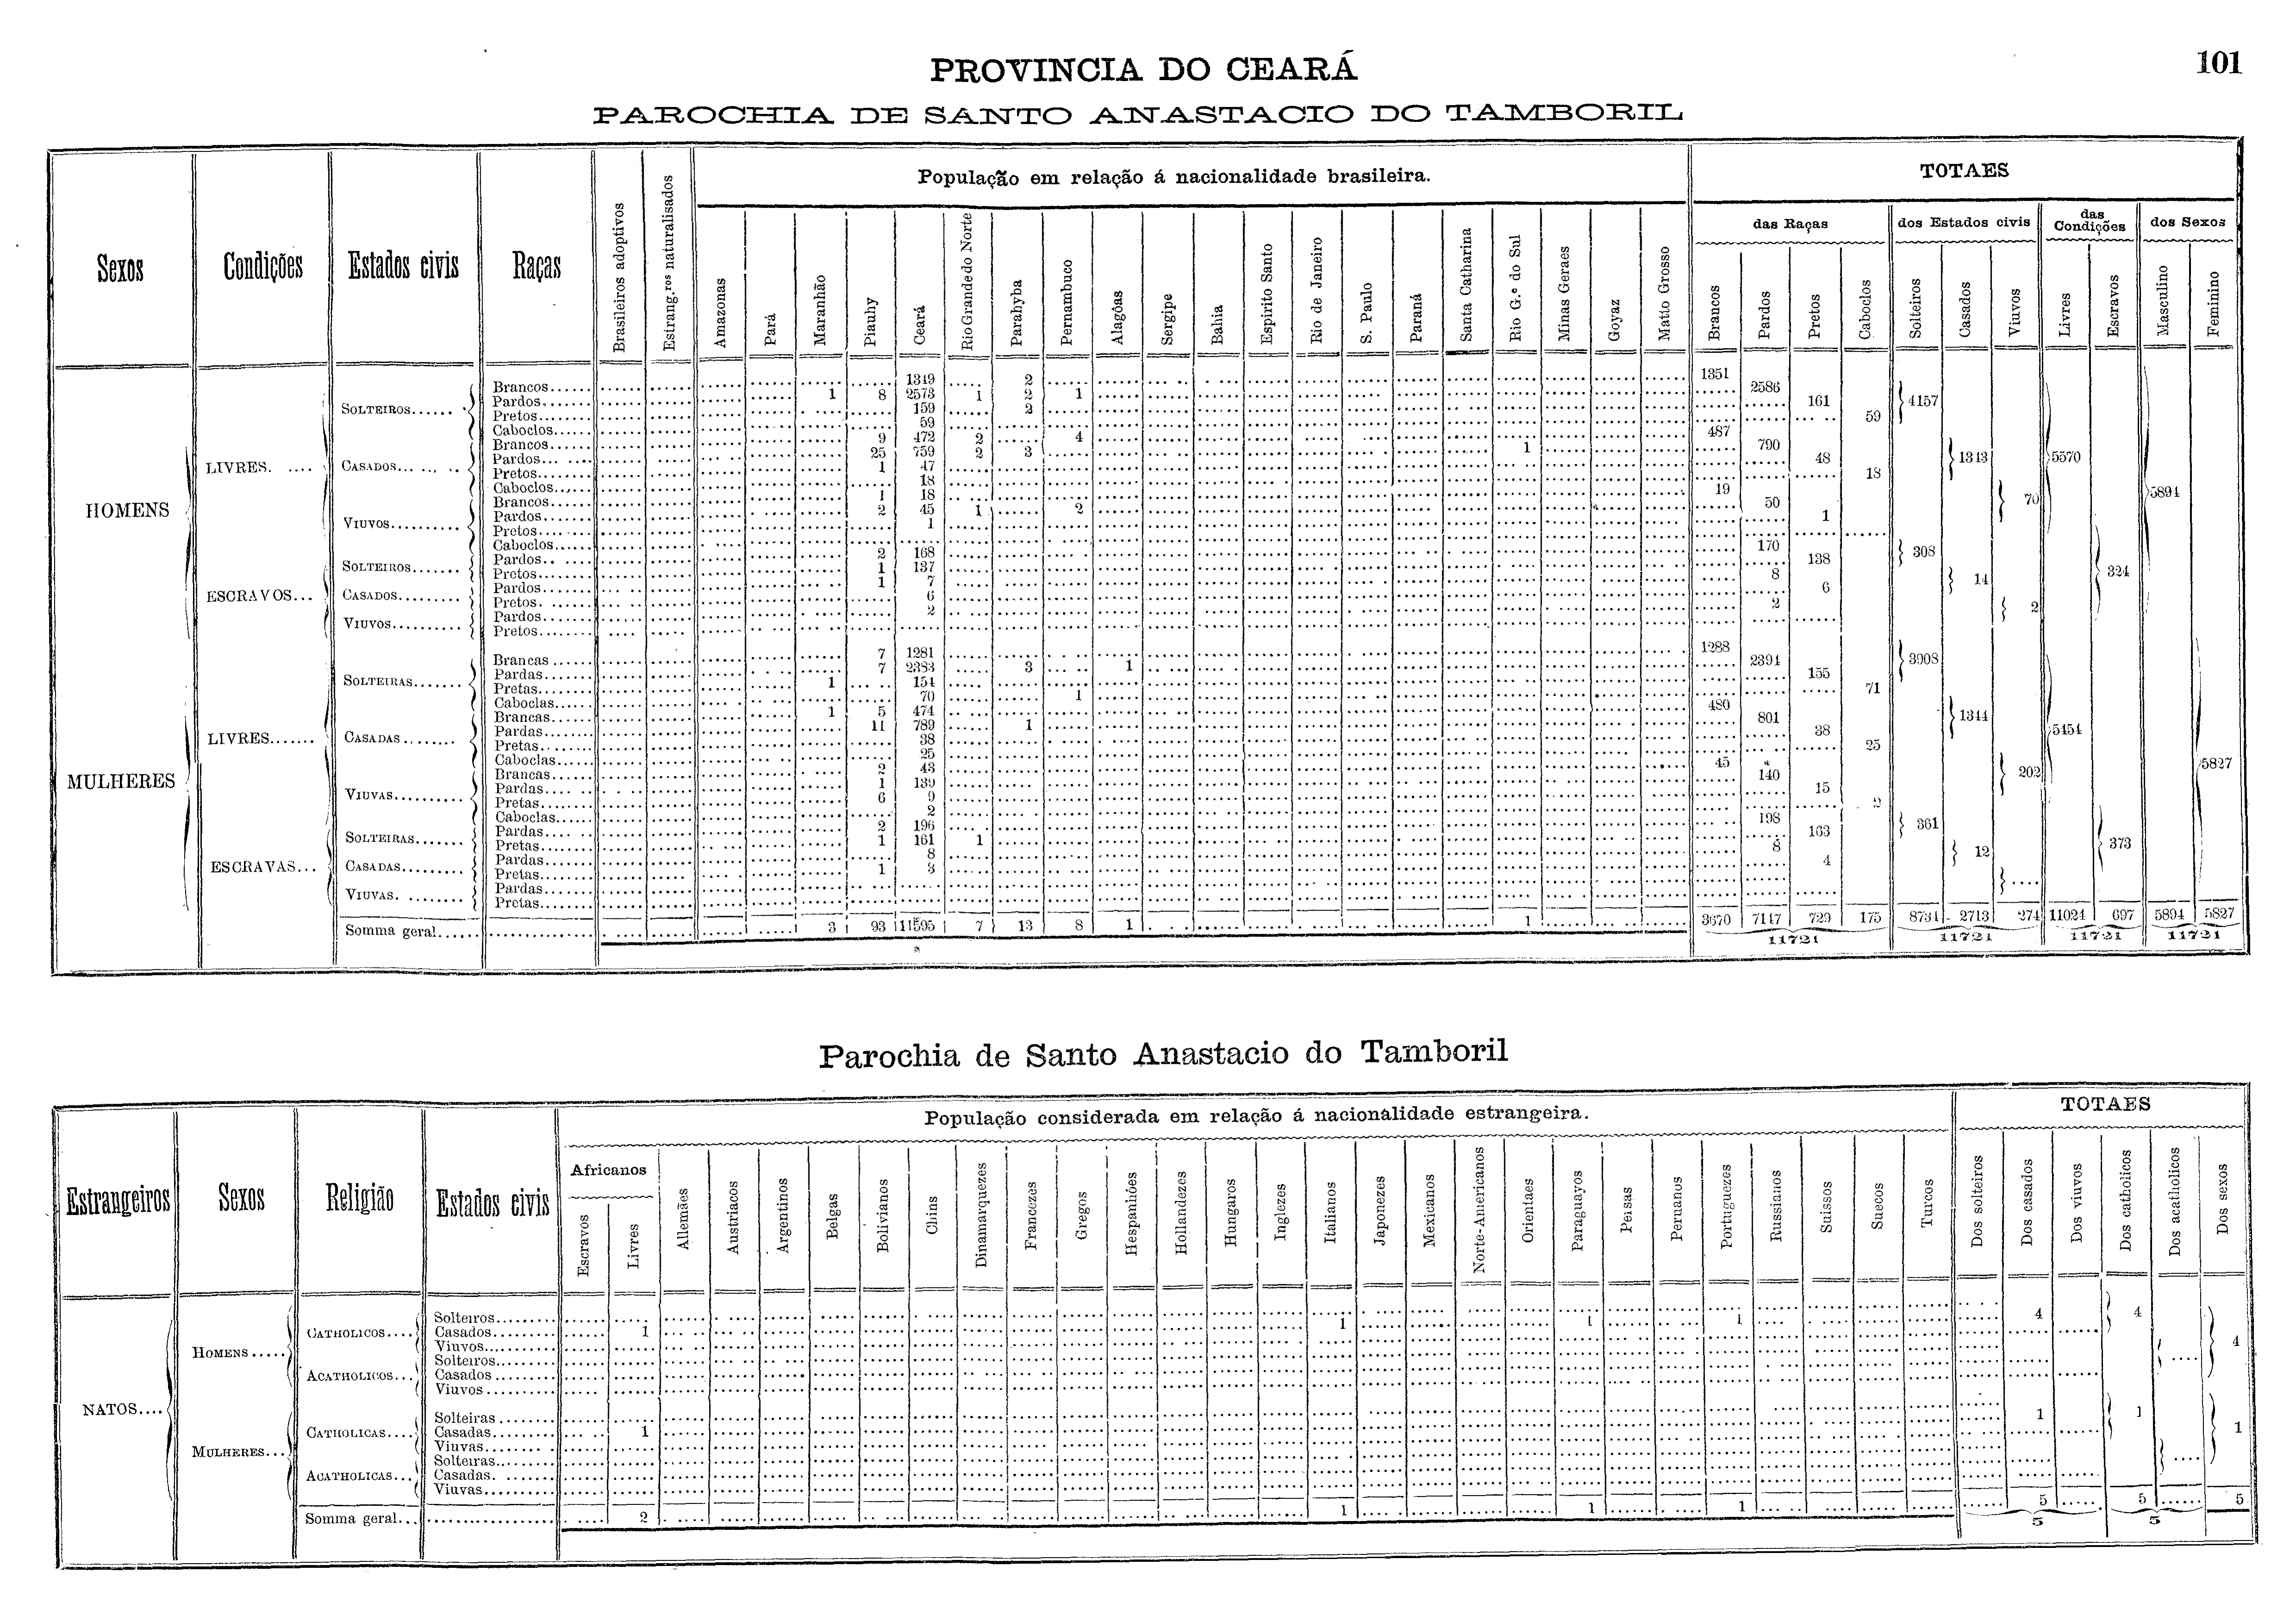 101
PROVINCIA DO CEARÁ
PAROCHIA DE SANTO ANASTACIO DO TAMBORIL
População em relação á nacionalidade brasileira.
TOTAES
das Raças dos Estados civis das Condições dos Sexos
Sexos Condições Estados civis Raças Brasileiros adoptivos Estrang.ros naturalisados Amazonas Pará Maranhão Piauhy Ceará Rio Grande do Norte Parahyba Pernambuco Alagôas Sergipe Bahia Espirito Santo Rio de Janeiro S. Paulo Paraná Santa Catharina Rio G.e do Sul Minas Geraes Goyaz Matto Grosso Brancos Pardos Pretos Caboclos Solteiros Casados Viuvos Livres Escravos Masculino Feminino
HOMENS 5894
LIVRES 5570
SOLTEIROS 4157
Brancos 1349 2 1351
Pardos 1 8 2573 1 2 1 2586
Pretos 159 2 161
Caboclos 59 59
CASADOS 1343
Brancos 9 472 2 4 487
Pardos 25 759 2 3 1 790
Pretos 1 47 48
Caboclos 18 18
VIUVOS 70
Brancos 1 18 19
Pardos 2 45 1 2 50
Pretos 1 1
Caboclos
ESCRAVOS 324
SOLTEIROS 308
Pardos 2 168 170
Pretos 1 137 138
CASADOS 14
Pardos 1 7 8
Pretos 6 6
VIUVOS 2
Pardos 2 2
Pretos
MULHERES 5827
LIVRES 5454
SOLTEIRAS 3908
Brancas 7 1281 1288
Pardas 7 2383 3 1 2394
Pretas 1 154 155
Caboclas 70 1 71
CASADAS 1344
Brancas 1 5 474 480
Pardas 11 789 1 801
Pretas 38 38
Caboclas 25 25
VIUVAS 202
Brancas 2 43 45
Pardas 1 139 140
Pretas 6 9 15
Caboclas 2 2
ESCRAVAS 373
SOLTEIRAS 361
Pardas 2 196 198
Pretas 1 161 1 163
CASADAS 12
Pardas 8 8
Pretas 1 3 4
VIUVAS
Pardas
Pretas
Somma geral 3 93 11595 7 13 8 1 1 3670 7147 729 175 8734 2713 274 11024 697 5894 5827
11721 11721 11721 11721
Parochia de Santo Anastacio do Tamboril
População considerada em relação á nacionalidade estrangeira.
TOTAES
Estrangeiros Sexos Religião Estados civis Africanos Escravos Livres Allemães Austriacos Argentinos Belgas Bolivianos Chins Dinamarquezes Francezes Gregos Hespanhóes Hollandezes Hungaros Inglezes Italianos Japonezes Mexicanos Norte-Americanos Orientaes Paraguayos Persas Peruanos Portuguezes Russianos Suissos Suecos Turcos Dos solteiros Dos casados Dos viuvos Dos catholicos Dos acatholicos Dos sexos
NATOS
HOMENS 4
CATHOLICOS 4
Solteiros
Casados 1 1 1 1 4
Viuvos
ACATHOLICOS
Solteiros
Casados
Viuvos
MULHERES 1
CATHOLICAS 1
Solteiras
Casadas 1 1
Viuvas
ACATHOLICAS
Solteiras
Casadas
Viuvas
Somma geral 2 1 1 1 5 5 5
5 5